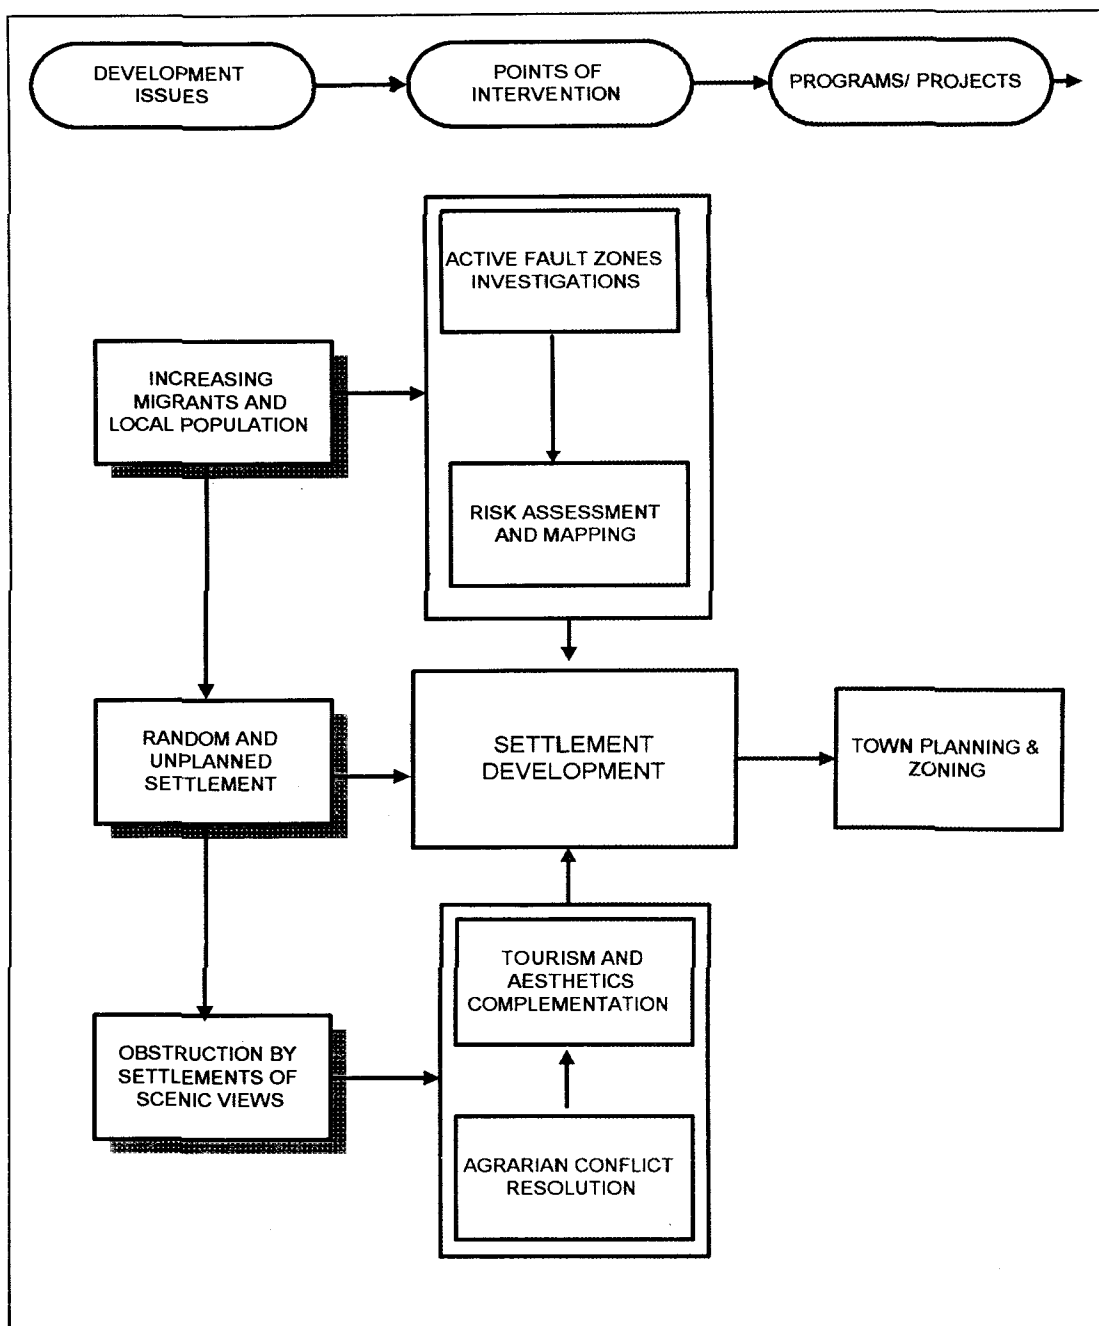 DEVELOPMENT
ISSUES
POINTS OF
INTERVENTION
PROGRAMS/ PROJECTS
ACTIVE FAULT ZONES
INVESTIGATIONS
INCREASING
MIGRANTS AND
LOCAL POPULATION
RISK ASSESSMENT
AND MAPPING
RANDOM AND
UNPLANNED
SETTLEMENT
SETTLEMENT
DEVELOPMENT
TOWN PLANNING &
ZONING
TOURISM AND
AESTHETICS
COMPLEMENTATION
OBSTRUCTION BY
SETTLEMENTS OF
SCENIC VIEWS
AGRARIAN CONFLICT
RESOLUTION